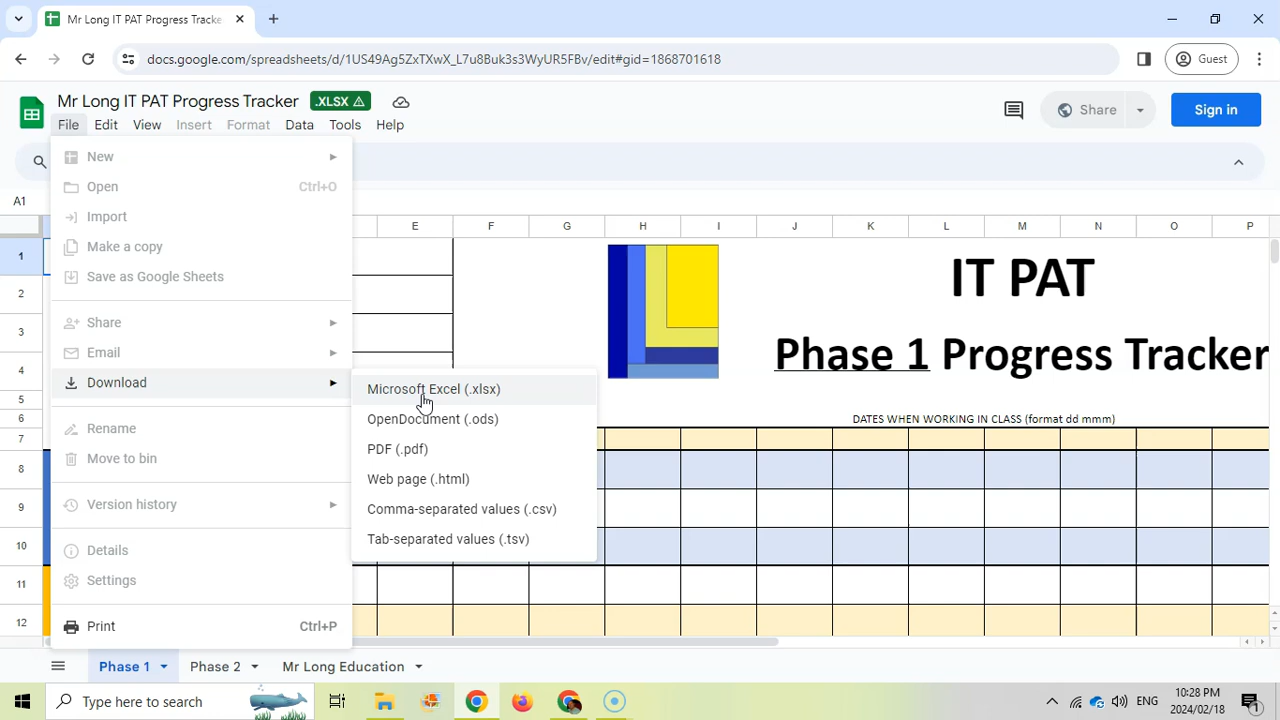 Mr Long IT PAT Progress Tracke
docs.google.com/spreadsheets/d/1US49Ag5ZxTXwX_L7u8Buk3s3WyUR5FBv/edit#gid=1868701618
Guest
Mr Long IT PAT Progress Tracker
.XLSX
File Edit View Insert Format Data Tools Help
Share
Sign in
A1
E F G H I J K L M N O P
1
2
3
4
5
6
7
8
9
10
11
12
New
Open Ctrl+O
Import
Make a copy
Save as Google Sheets
Share
Email
Download
Rename
Move to bin
Version history
Details
Settings
Print Ctrl+P
Microsoft Excel (.xlsx)
OpenDocument (.ods)
PDF (.pdf)
Web page (.html)
Comma-separated values (.csv)
Tab-separated values (.tsv)
IT PAT
Phase 1 Progress Tracker
DATES WHEN WORKING IN CLASS (format dd mmm)
Phase 1 Phase 2 Mr Long Education
Type here to search
ENG
10:28 PM
2024/02/18
1